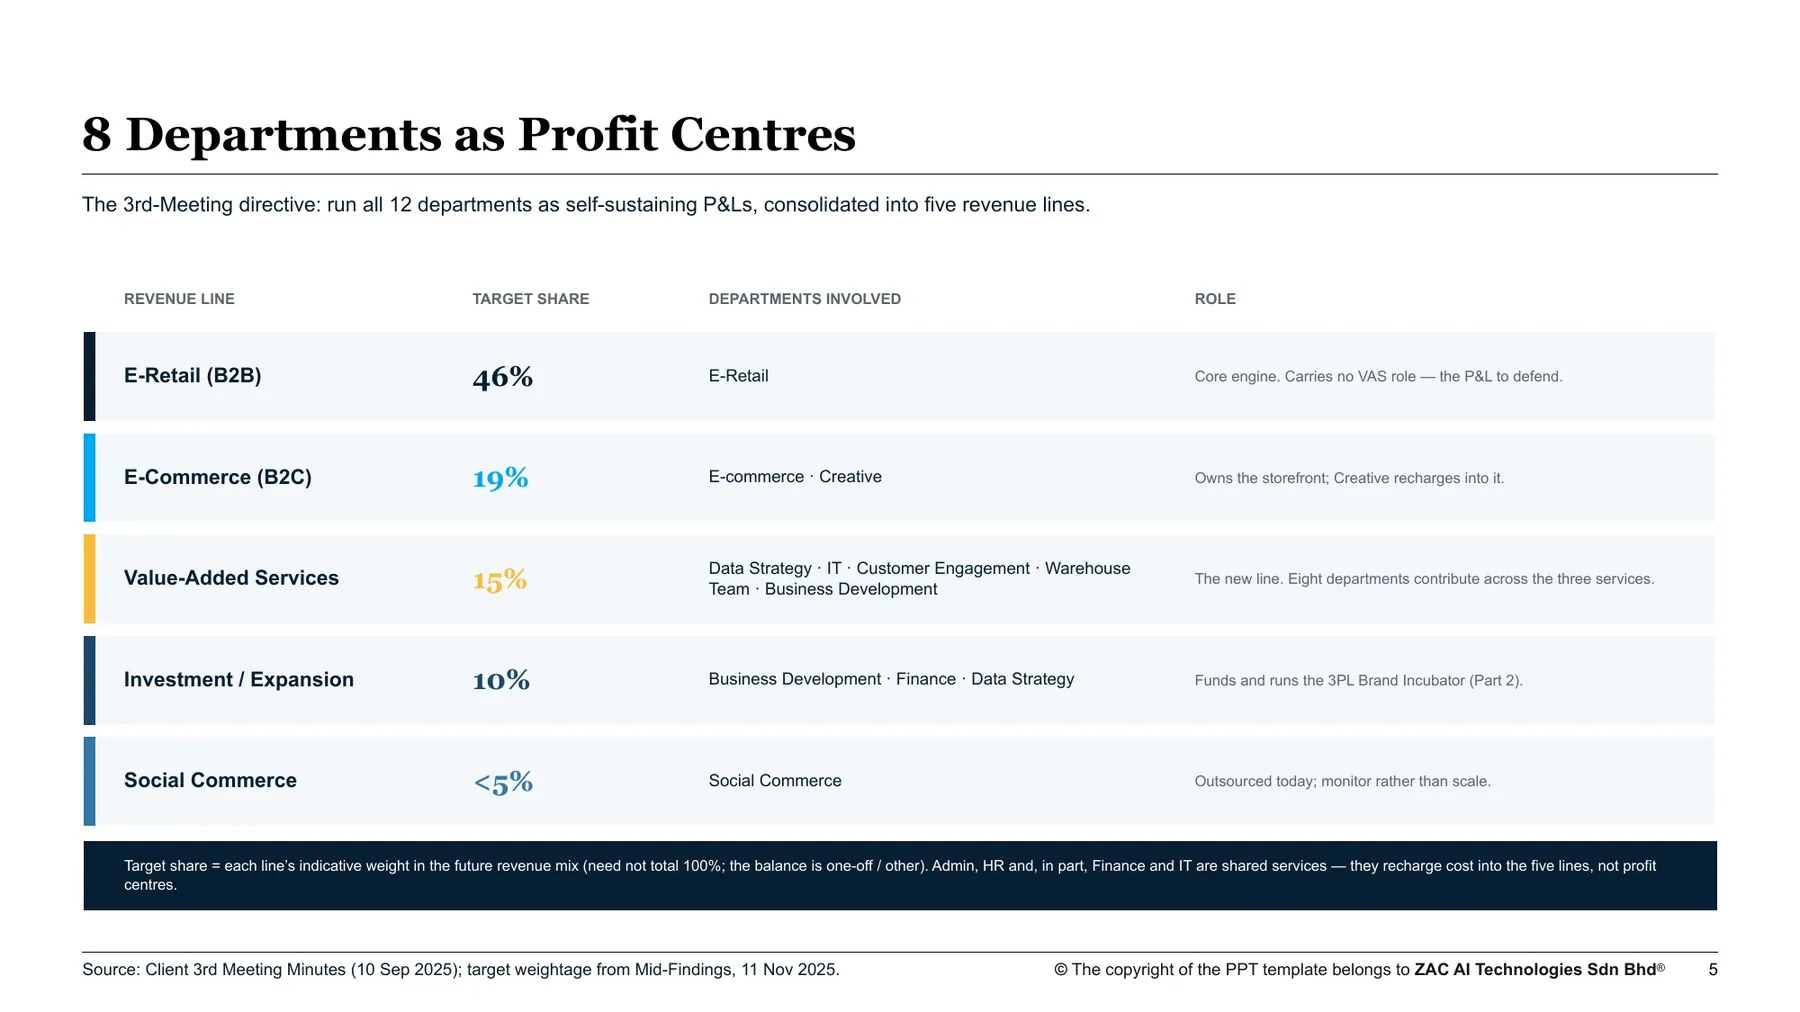 8 Departments as Profit Centres
The 3rd-Meeting directive: run all 12 departments as self-sustaining P&Ls, consolidated into five revenue lines.
REVENUE LINE TARGET SHARE DEPARTMENTS INVOLVED ROLE
E-Retail (B2B) 46% E-Retail Core engine. Carries no VAS role — the P&L to defend.
E-Commerce (B2C) 19% E-commerce · Creative Owns the storefront; Creative recharges into it.
Value-Added Services 15% Data Strategy · IT · Customer Engagement · Warehouse
Team · Business Development The new line. Eight departments contribute across the three services.
Investment / Expansion 10% Business Development · Finance · Data Strategy Funds and runs the 3PL Brand Incubator (Part 2).
Social Commerce <5% Social Commerce Outsourced today; monitor rather than scale.
Target share = each line’s indicative weight in the future revenue mix (need not total 100%; the balance is one-off / other). Admin, HR and, in part, Finance and IT are shared services — they recharge cost into the five lines, not profit
centres.
Source: Client 3rd Meeting Minutes (10 Sep 2025); target weightage from Mid-Findings, 11 Nov 2025. © The copyright of the PPT template belongs to ZAC AI Technologies Sdn Bhd® 5